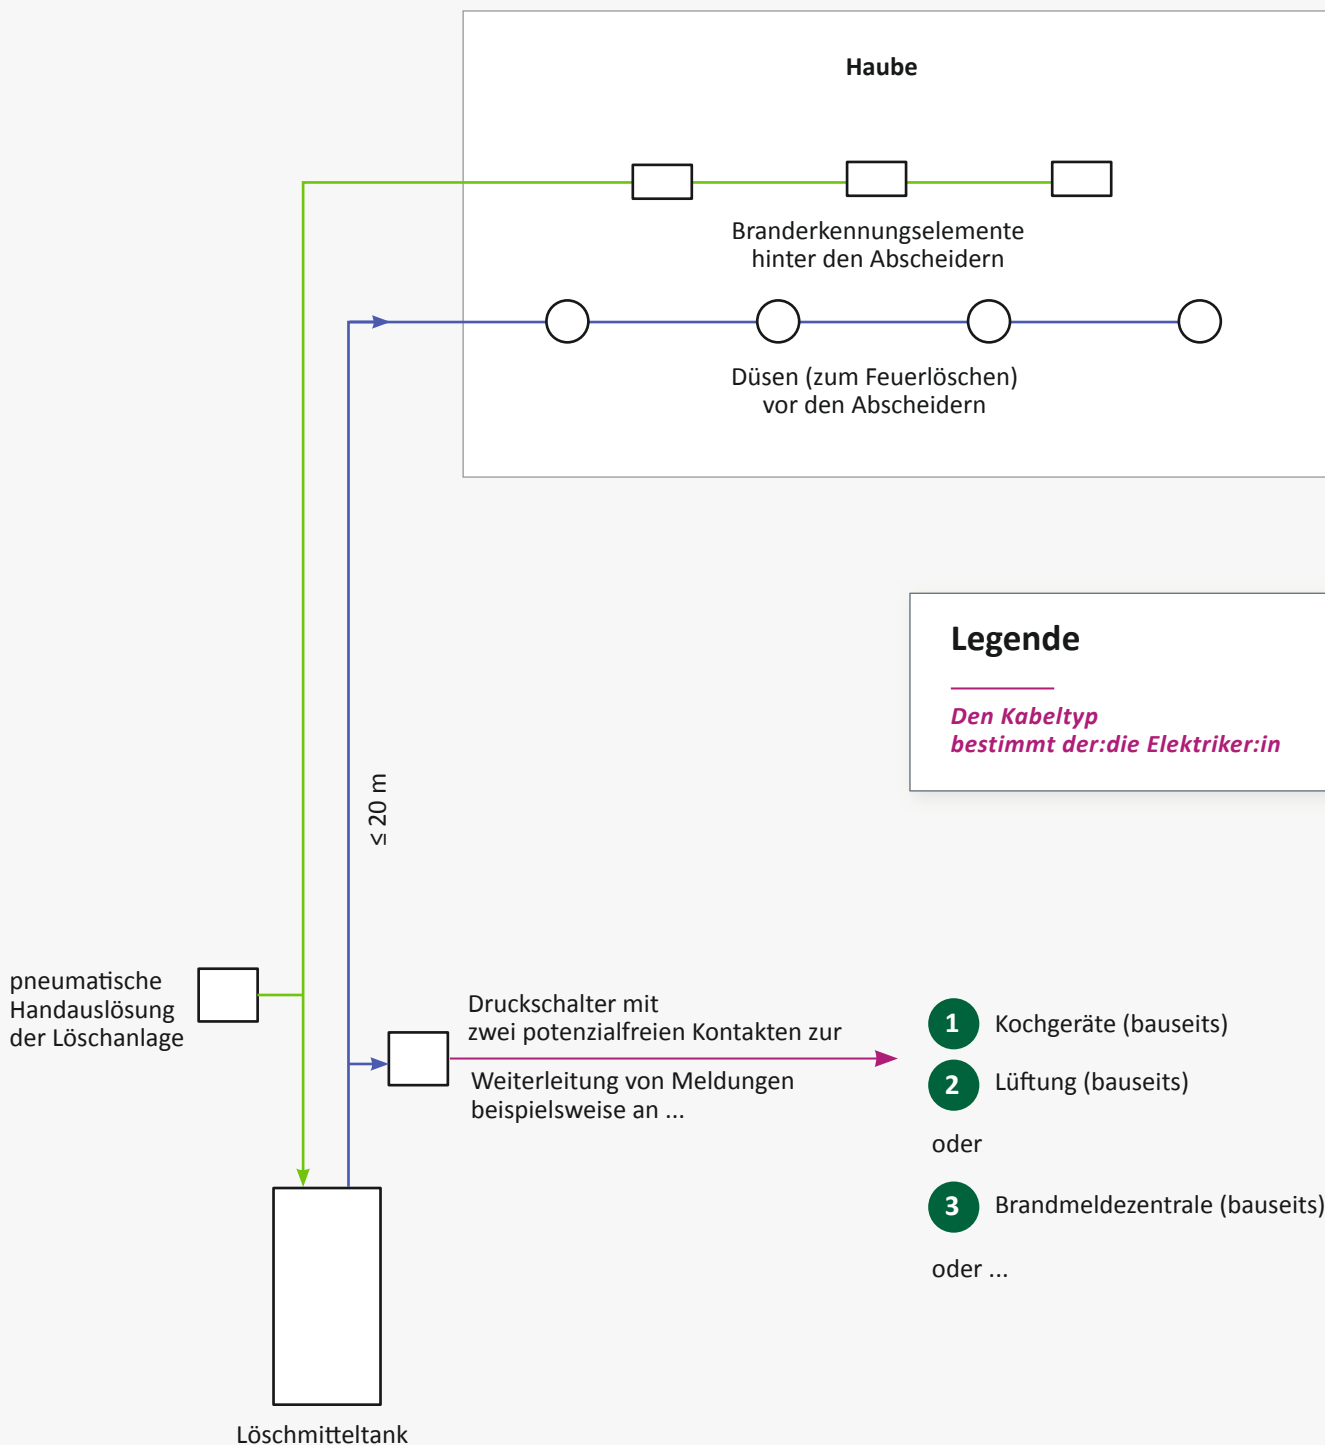 Haube
Branderkennungselemente
hinter den Abscheidern
Düsen (zum Feuerlöschen)
vor den Abscheidern
Legende
Den Kabeltyp
bestimmt der:die Elektriker:in
≤ 20 m
pneumatische
Handauslösung
der Löschanlage
Druckschalter mit
zwei potenzialfreien Kontakten zur
Weiterleitung von Meldungen
beispielsweise an ...
1 Kochgeräte (bauseits)
2 Lüftung (bauseits)
oder
3 Brandmeldezentrale (bauseits)
oder ...
Löschmitteltank